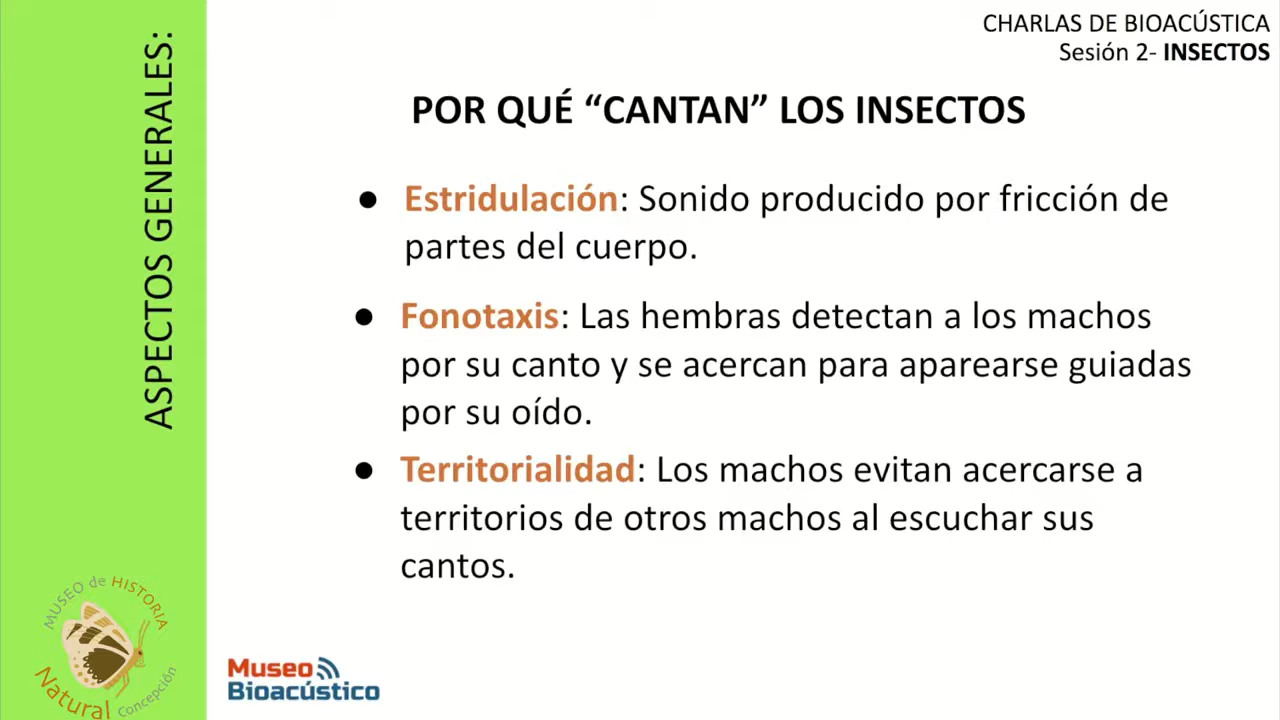 CHARLAS DE BIOACÚSTICA
Sesión 2- INSECTOS
ASPECTOS GENERALES:
POR QUÉ “CANTAN” LOS INSECTOS
● Estridulación: Sonido producido por fricción de
partes del cuerpo.
● Fonotaxis: Las hembras detectan a los machos
por su canto y se acercan para aparearse guiadas
por su oído.
● Territorialidad: Los machos evitan acercarse a
territorios de otros machos al escuchar sus
cantos.
MUSEO de HISTORIA
Natural Concepción
Museo
Bioacústico